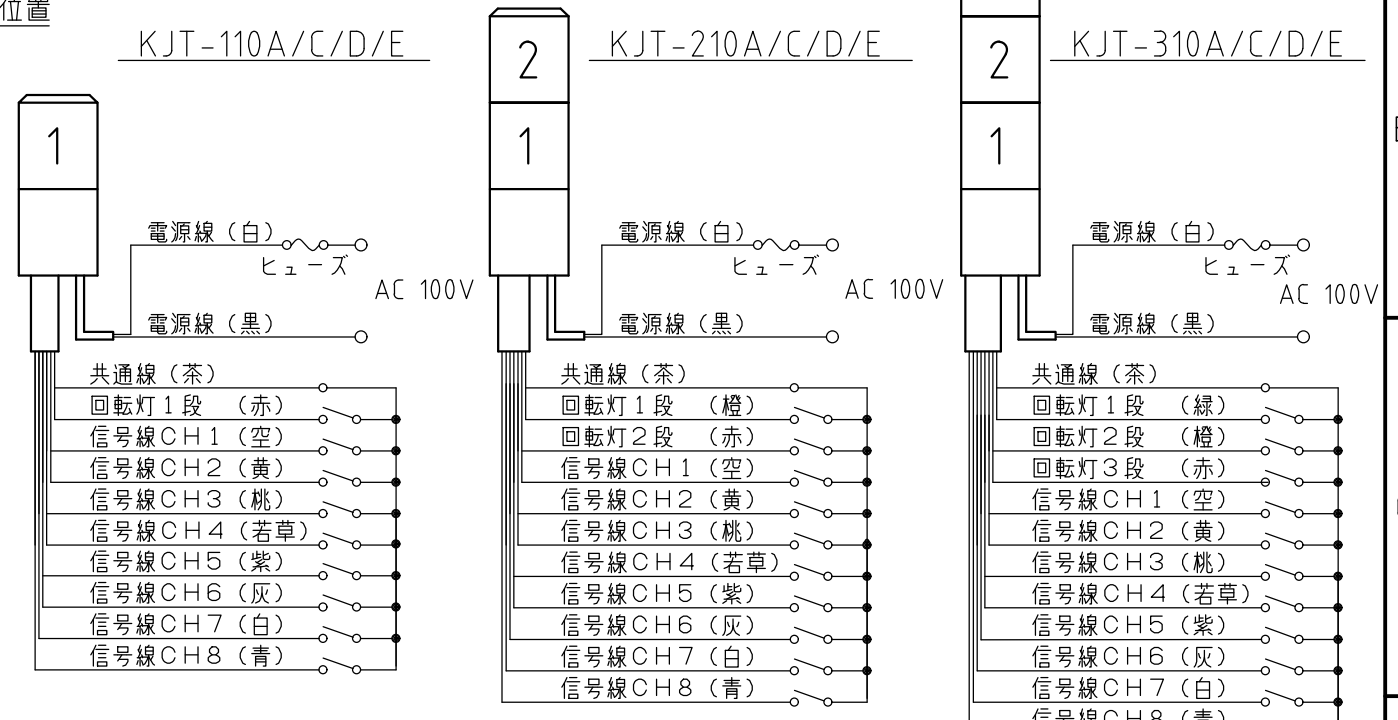 位置
KJT-110A/C/D/E
1
電源線（白）
ヒューズ
AC 100V
電源線（黒）
共通線（茶）
回転灯1段　（赤）
信号線CH1（空）
信号線CH2（黄）
信号線CH3（桃）
信号線CH4（若草）
信号線CH5（紫）
信号線CH6（灰）
信号線CH7（白）
信号線CH8（青）
KJT-210A/C/D/E
2
1
電源線（白）
ヒューズ
AC 100V
電源線（黒）
共通線（茶）
回転灯1段　（橙）
回転灯2段　（赤）
信号線CH1（空）
信号線CH2（黄）
信号線CH3（桃）
信号線CH4（若草）
信号線CH5（紫）
信号線CH6（灰）
信号線CH7（白）
信号線CH8（青）
KJT-310A/C/D/E
2
1
電源線（白）
ヒューズ
AC 100V
電源線（黒）
共通線（茶）
回転灯1段　（緑）
回転灯2段　（橙）
回転灯3段　（赤）
信号線CH1（空）
信号線CH2（黄）
信号線CH3（桃）
信号線CH4（若草）
信号線CH5（紫）
信号線CH6（灰）
信号線CH7（白）
信号線CH8（青）